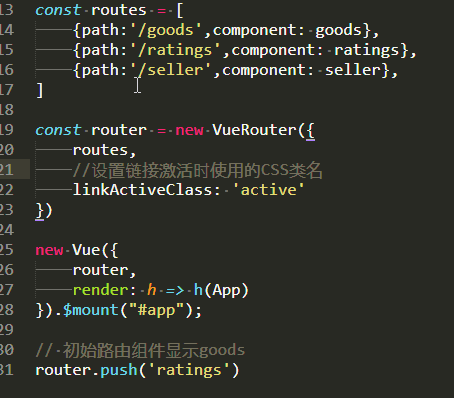 13 const routes = [
14 {path:'/goods',component: goods},
15 {path:'/ratings',component: ratings},
16 {path:'/seller',component: seller},
17 ]
18
19 const router = new VueRouter({
20 routes,
21 //设置链接激活时使用的CSS类名
22 linkActiveClass: 'active'
23 })
24
25 new Vue({
26 router,
27 render: h => h(App)
28 }).$mount("#app");
29
30 // 初始路由组件显示goods
31 router.push('ratings')